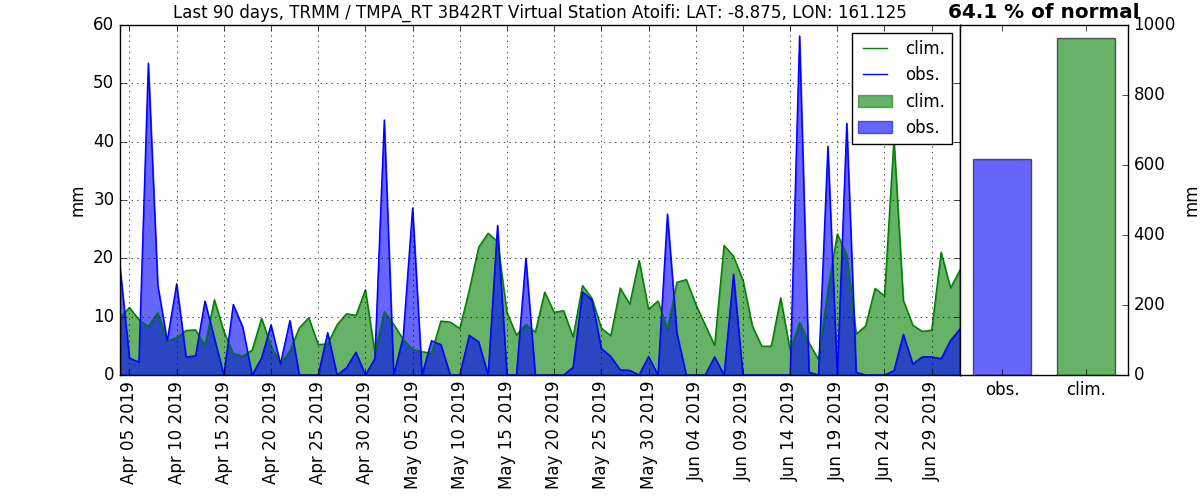 Last 90 days, TRMM / TMPA_RT 3B42RT Virtual Station Atoifi: LAT: -8.875, LON: 161.125
64.1 % of normal
60
50
40
30
20
10
0
mm
clim.
obs.
clim.
obs.
1000
800
600
400
200
0
mm
Apr 05 2019
Apr 10 2019
Apr 15 2019
Apr 20 2019
Apr 25 2019
Apr 30 2019
May 05 2019
May 10 2019
May 15 2019
May 20 2019
May 25 2019
May 30 2019
Jun 04 2019
Jun 09 2019
Jun 14 2019
Jun 19 2019
Jun 24 2019
Jun 29 2019
obs.
clim.